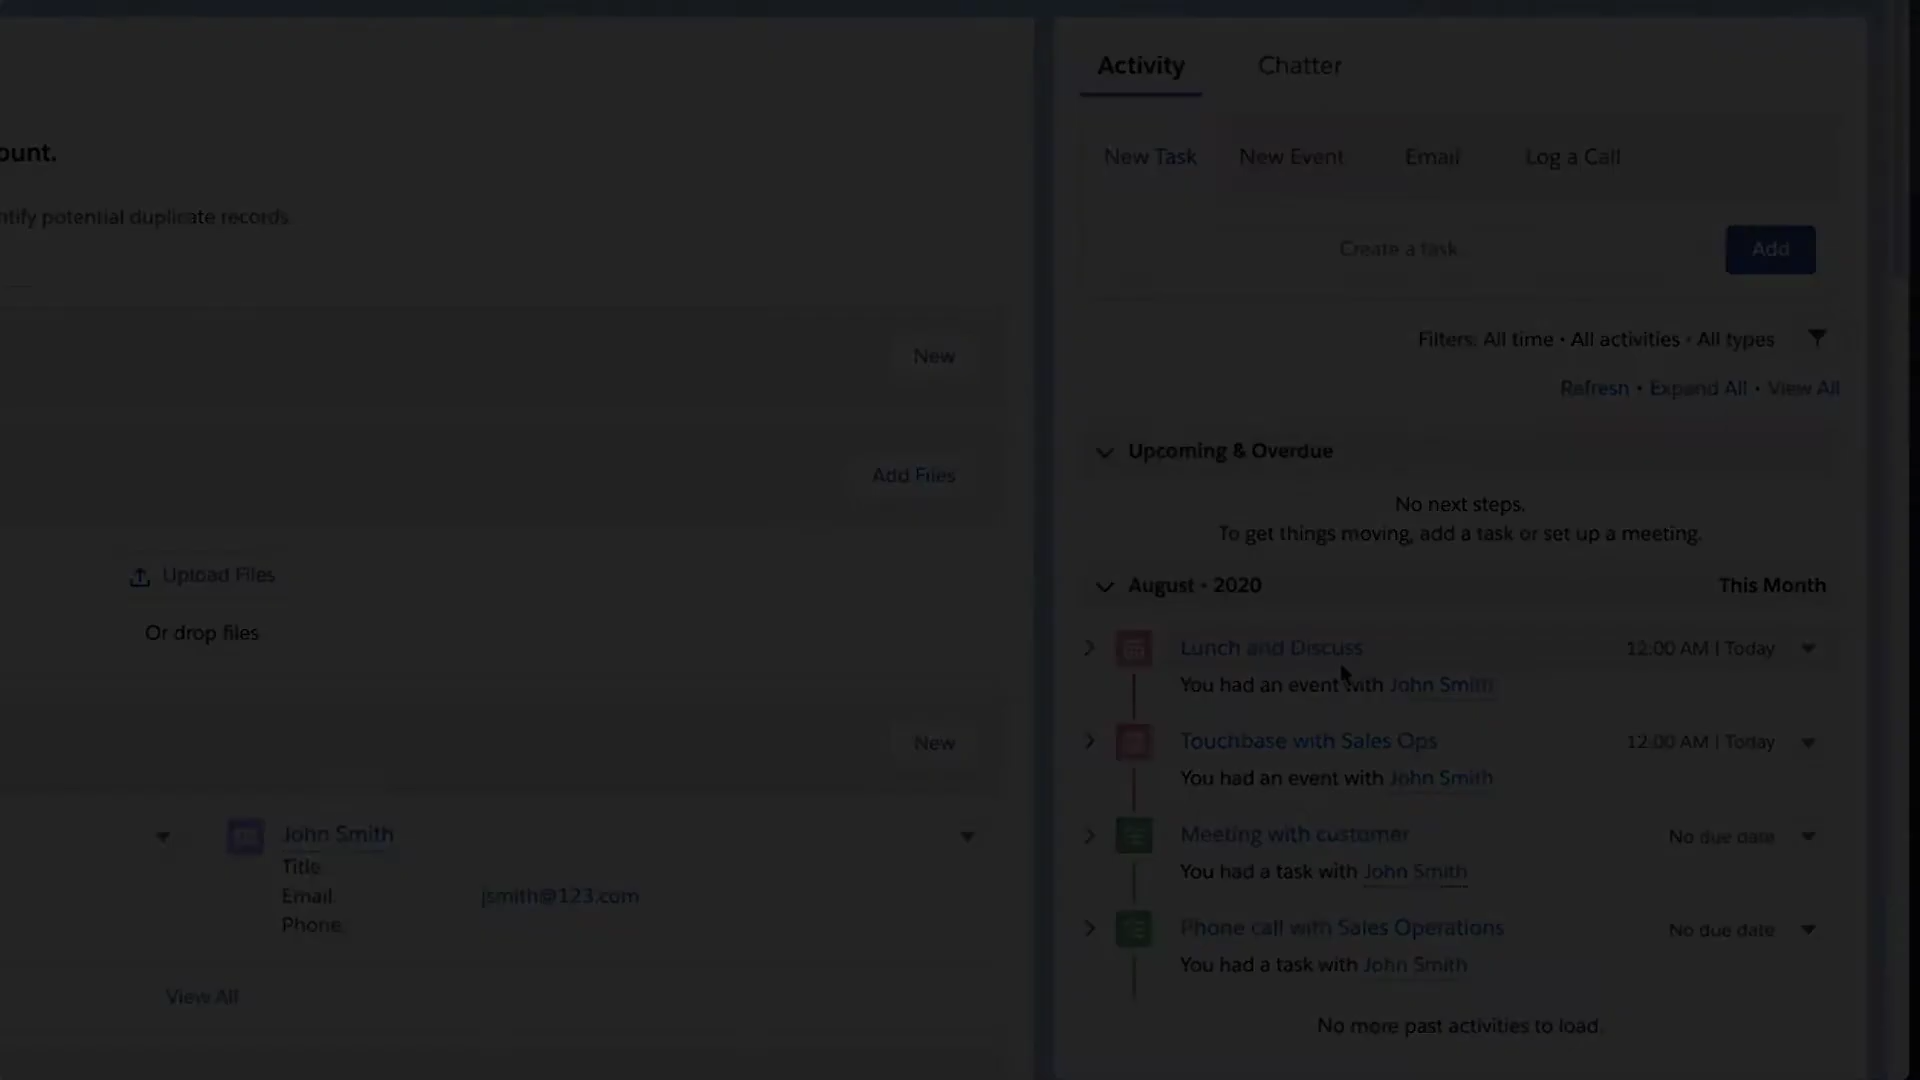 ount.
ntify potential duplicate records.
New
Add Files
Upload Files
Or drop files
New
John Smith
Title:
Email:
jsmith@123.com
Phone:
View All
Activity
Chatter
New Task
New Event
Email
Log a Call
Create a task...
Add
Filters: All time • All activities • All types
Refresh • Expand All • View All
Upcoming & Overdue
No next steps.
To get things moving, add a task or set up a meeting.
August • 2020
This Month
Lunch and Discuss
12:00 AM | Today
You had an event with John Smith
Touchbase with Sales Ops
12:00 AM | Today
You had an event with John Smith
Meeting with customer
No due date
You had a task with John Smith
Phone call with Sales Operations
No due date
You had a task with John Smith
No more past activities to load.